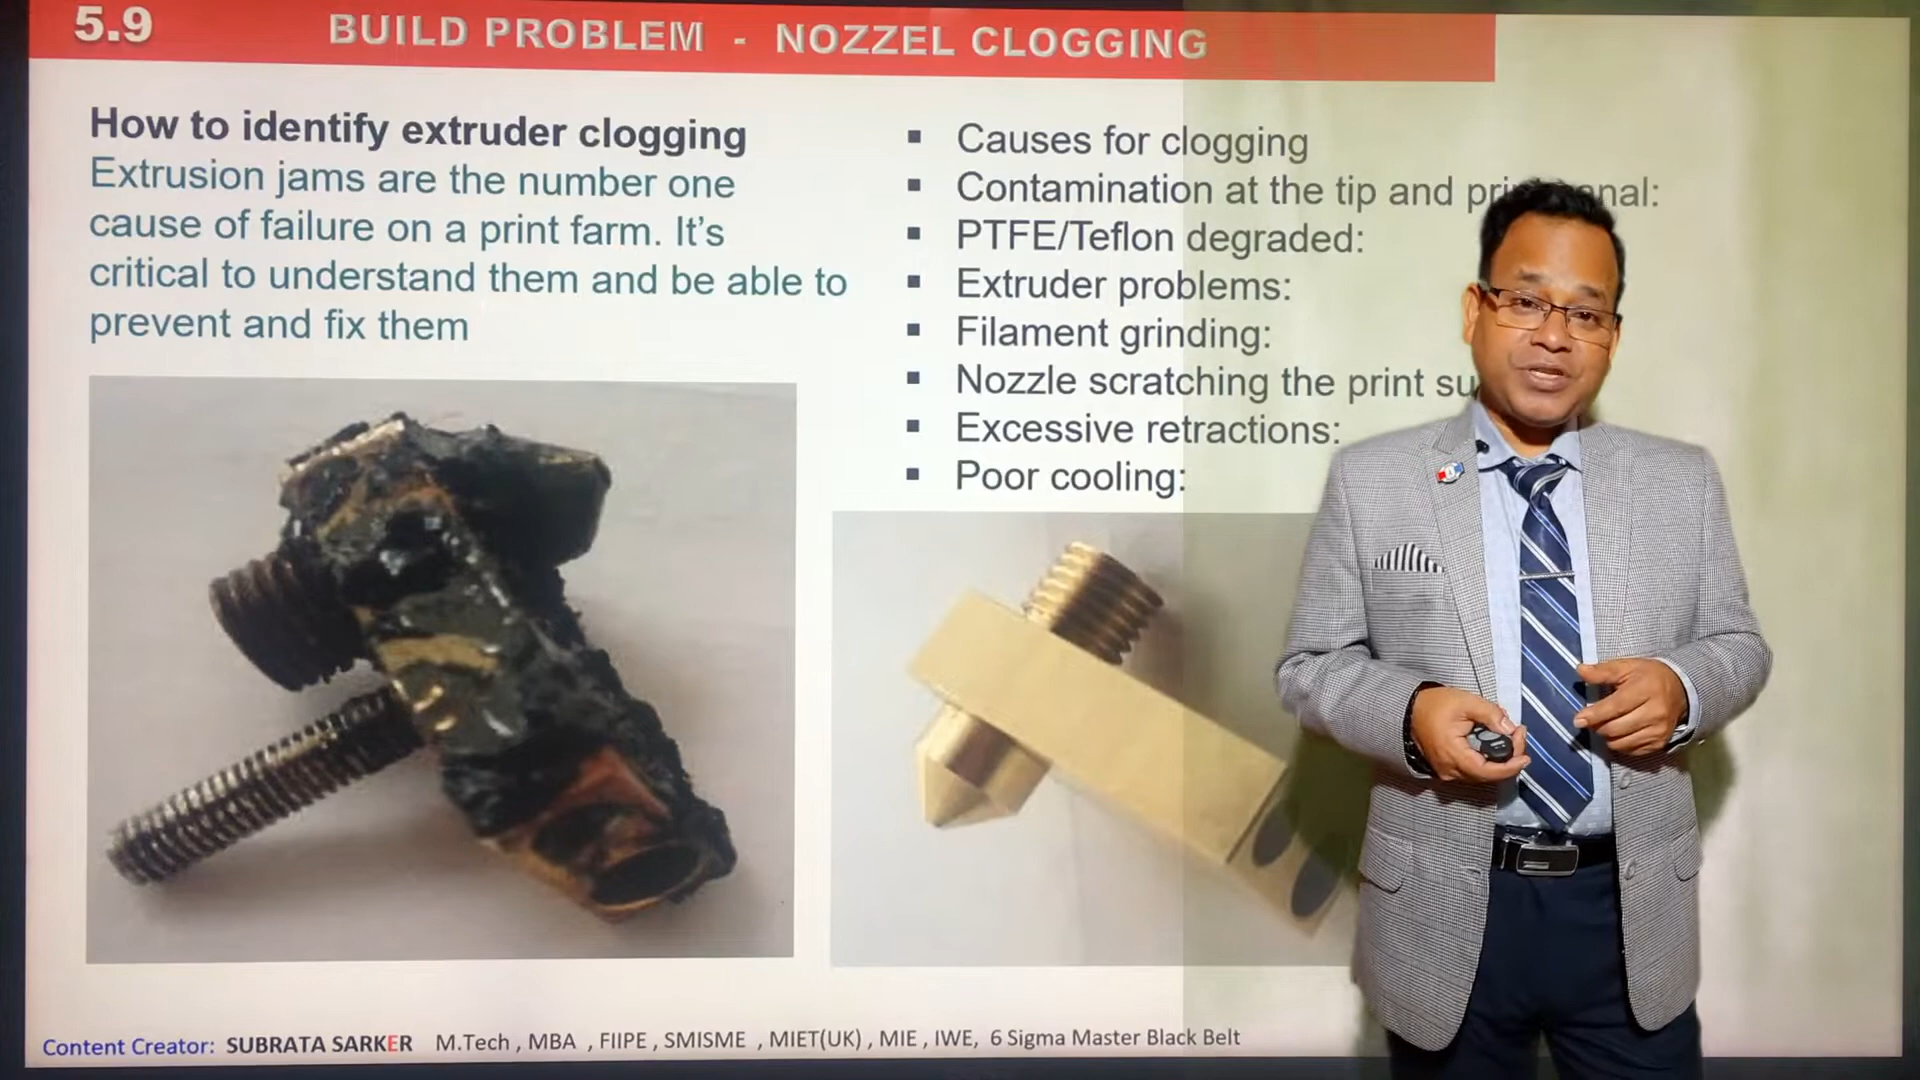 5.9
BUILD PROBLEM - NOZZEL CLOGGING
How to identify extruder clogging
Extrusion jams are the number one
cause of failure on a print farm. It's
critical to understand them and be able to
prevent and fix them
▪ Causes for clogging
▪ Contamination at the tip and
▪ PTFE/Teflon degraded:
▪ Extruder problems:
▪ Filament grinding:
▪ Nozzle scratching the print
▪ Excessive retractions:
▪ Poor cooling:
Content Creator: SUBRATA SARKER M.Tech , MBA , FIIPE , SMISME , MIET(UK) , MIE , IWE, 6 Sigma Master Black Belt